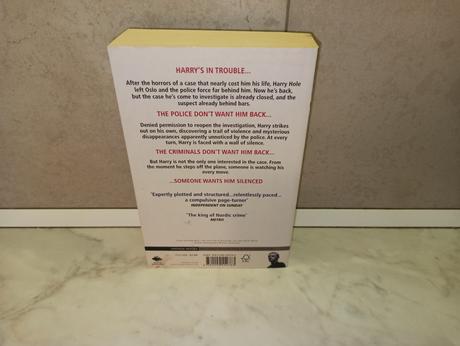 HARRY'S IN TROUBLE...
After the horrors of a case that nearly cost him his life, Harry Hole
left Oslo and the police force far behind him. Now he's back,
but the case he's come to investigate is already closed, and the
suspect already behind bars.
THE POLICE DON'T WANT HIM BACK...
Denied permission to reopen the investigation, Harry strikes
out on his own, discovering a trail of violence and mysterious
disappearances apparently unnoticed by the police. At every
turn, Harry is faced with a wall of silence.
THE CRIMINALS DON'T WANT HIM BACK...
But Harry is not the only one interested in the case. From
the moment he steps off the plane, someone is watching his
every move.
...SOMEONE WANTS HIM SILENCED
'Expertly plotted and structured...relentlessly paced...
a compulsive page-turner'
INDEPENDENT ON SUNDAY
'The king of Nordic crime'
METRO